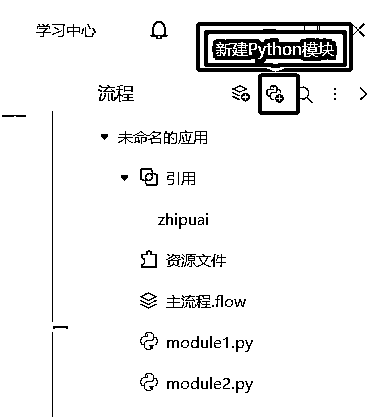 学习中心
新建Python模块
流程
未命名的应用
引用
zhipuai
资源文件
主流程.flow
module1.py
module2.py